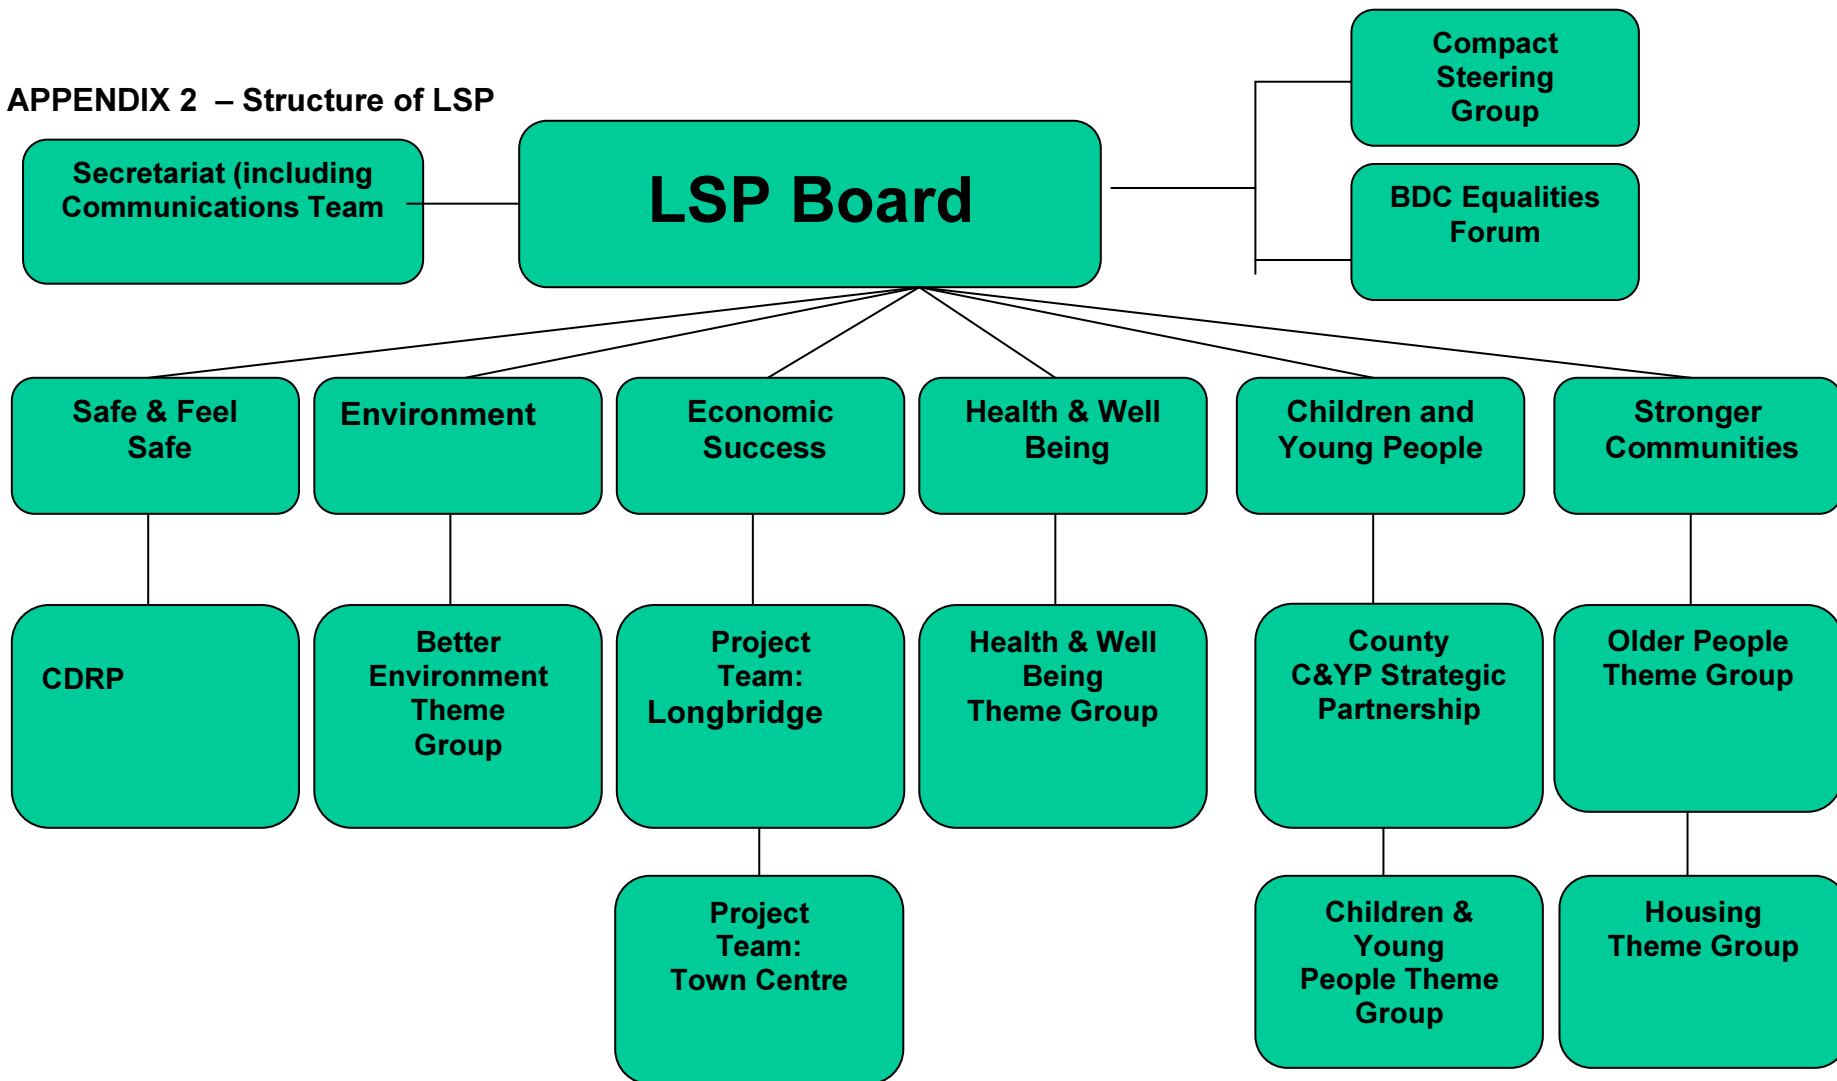 APPENDIX 2 – Structure of LSP
Compact
Steering
Group
Secretariat (including
Communications Team
LSP Board
BDC Equalities
Forum
Safe & Feel
Safe
Environment
Economic
Success
Health & Well
Being
Children and
Young People
Stronger
Communities
CDRP
Better
Environment
Theme
Group
Project
Team:
Longbridge
Health & Well
Being
Theme Group
County
C&YP Strategic
Partnership
Older People
Theme Group
Project
Team:
Town Centre
Children &
Young
People Theme
Group
Housing
Theme Group